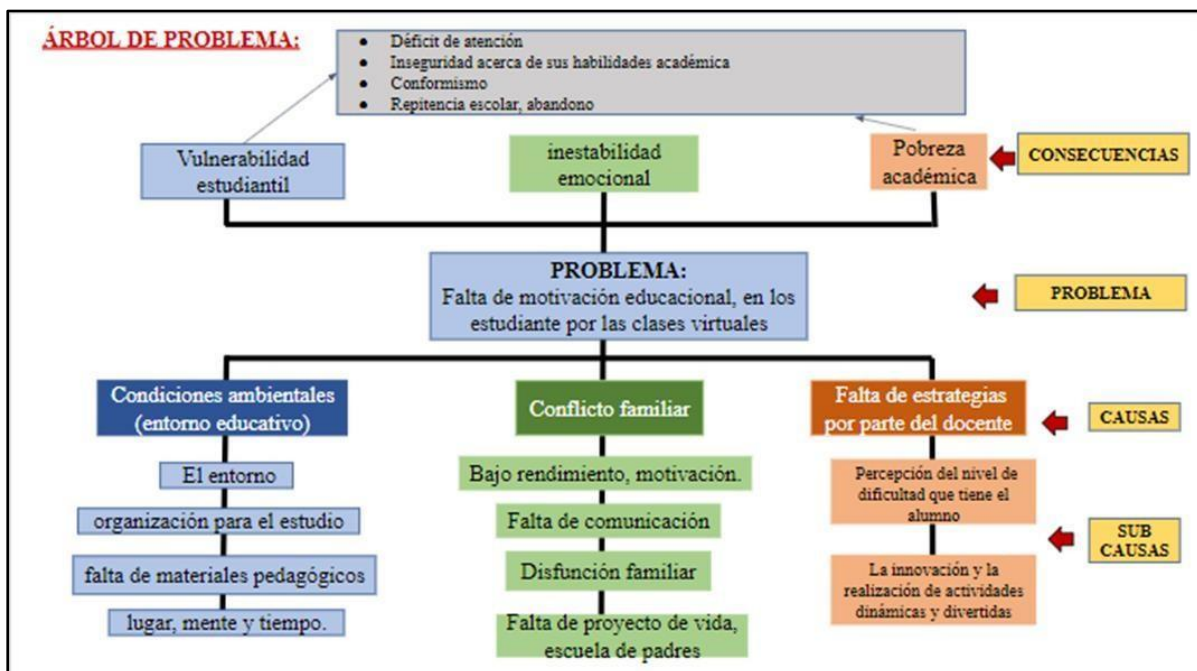 ÁRBOL DE PROBLEMA:
● Déficit de atención
● Inseguridad acerca de sus habilidades académica
● Conformismo
● Repitencia escolar, abandono
Vulnerabilidad
estudiantil
inestabilidad
emocional
Pobreza
académica
CONSECUENCIAS
PROBLEMA:
Falta de motivación educacional, en los
estudiante por las clases virtuales
PROBLEMA
Condiciones ambientales
(entorno educativo)
Conflicto familiar
Falta de estrategias
por parte del docente
CAUSAS
El entorno
organización para el estudio
falta de materiales pedagógicos
lugar, mente y tiempo.
Bajo rendimiento, motivación.
Falta de comunicación
Disfunción familiar
Falta de proyecto de vida,
escuela de padres
Percepción del nivel de
dificultad que tiene el
alumno
La innovación y la
realización de actividades
dinámicas y divertidas
SUB
CAUSAS